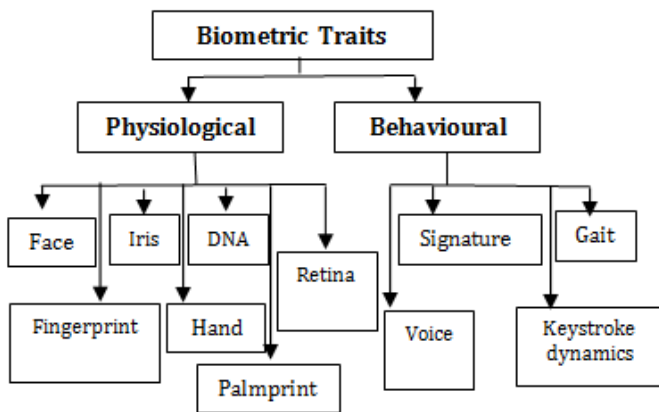 Biometric Traits
Physiological
Behavioural
Face
Iris
DNA
Retina
Signature
Gait
Fingerprint
Hand
Palmprint
Voice
Keystroke
dynamics